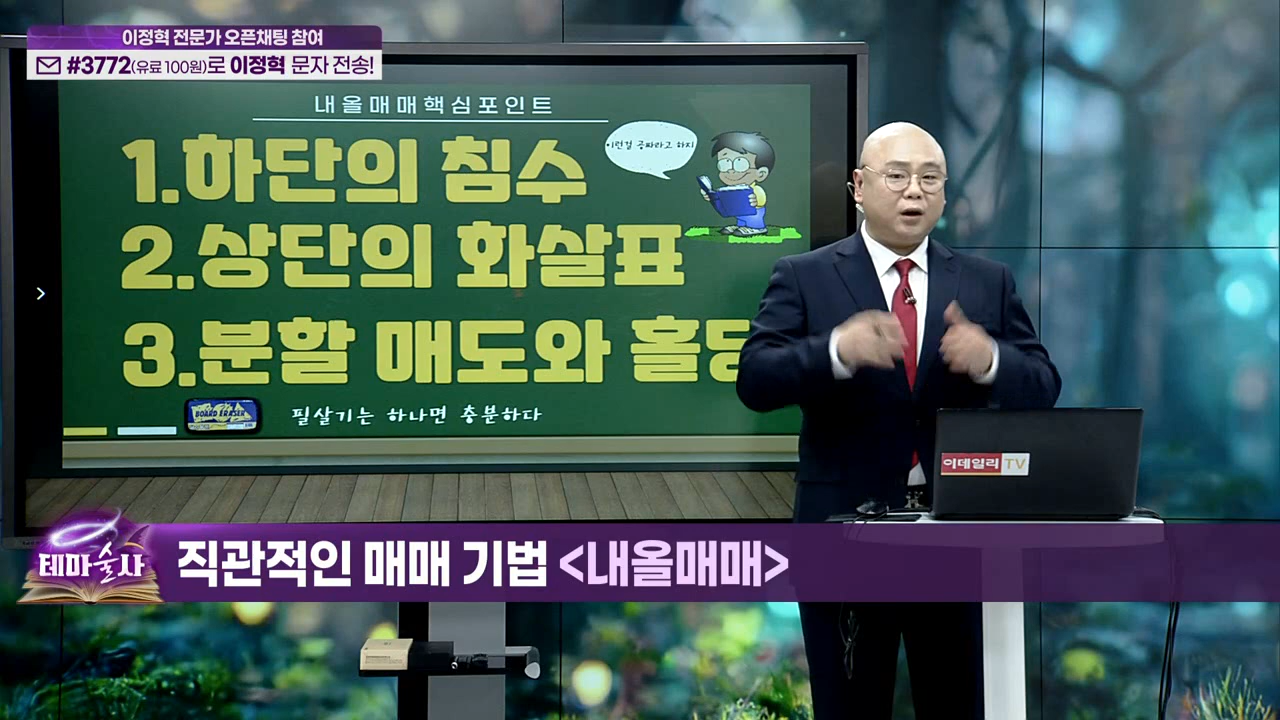 이정혁 전문가 오픈채팅 참여
#3772(유료 100원)로 이정혁 문자 전송!
내올매매핵심포인트
1.하단의 침수
이런걸 공짜라고 하지
2.상단의 화살표
3.분할 매도와 홀딩
BOARD ERASER
필살기는 하나면 충분하다
이데일리TV
테마술사
직관적인 매매 기법 <내올매매>